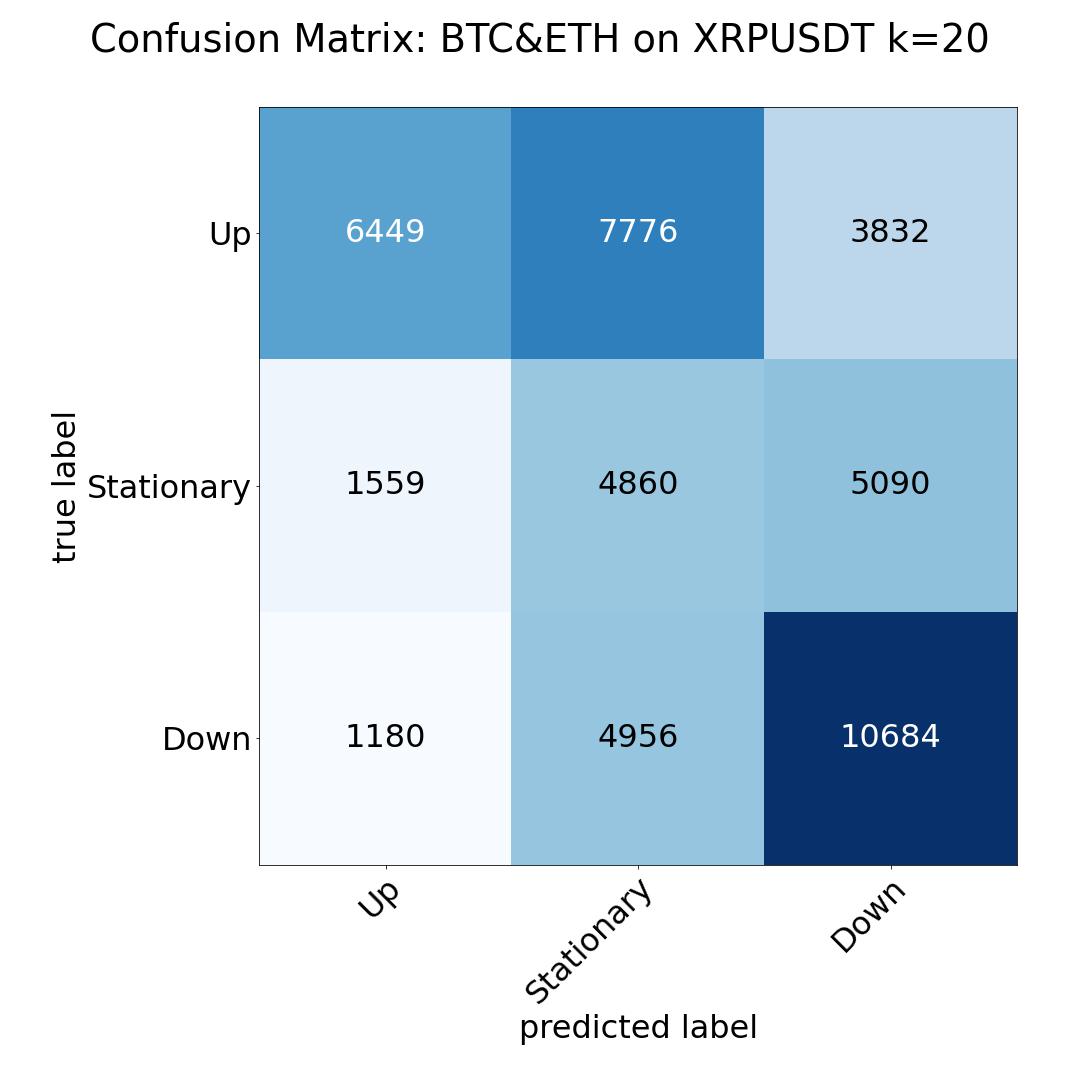 Confusion Matrix: BTC&ETH on XRPUSDT k=20
Up 6449 7776 3832
true label
Stationary 1559 4860 5090
Down 1180 4956 10684
Up Stationary Down
predicted label